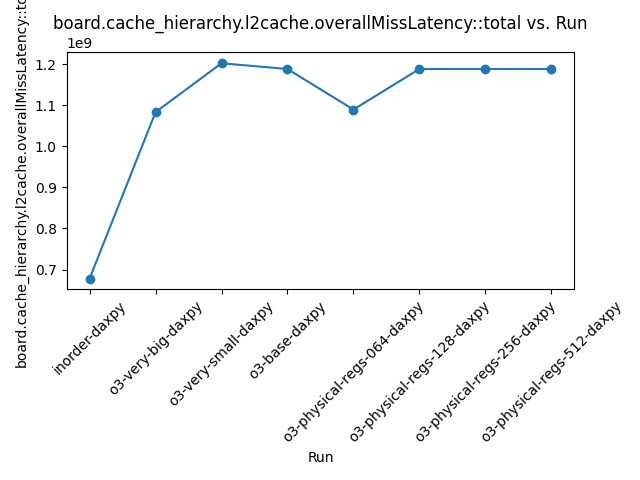 board.cache_hierarchy.l2cache.overallMissLatency::total vs. Run
1e9
1.2
1.1
1.0
0.9
0.8
0.7
board.cache_hierarchy.l2cache.overallMissLatency::to
inorder-daxpy
o3-very-big-daxpy
o3-very-small-daxpy
o3-base-daxpy
o3-physical-regs-064-daxpy
o3-physical-regs-128-daxpy
o3-physical-regs-256-daxpy
o3-physical-regs-512-daxpy
Run